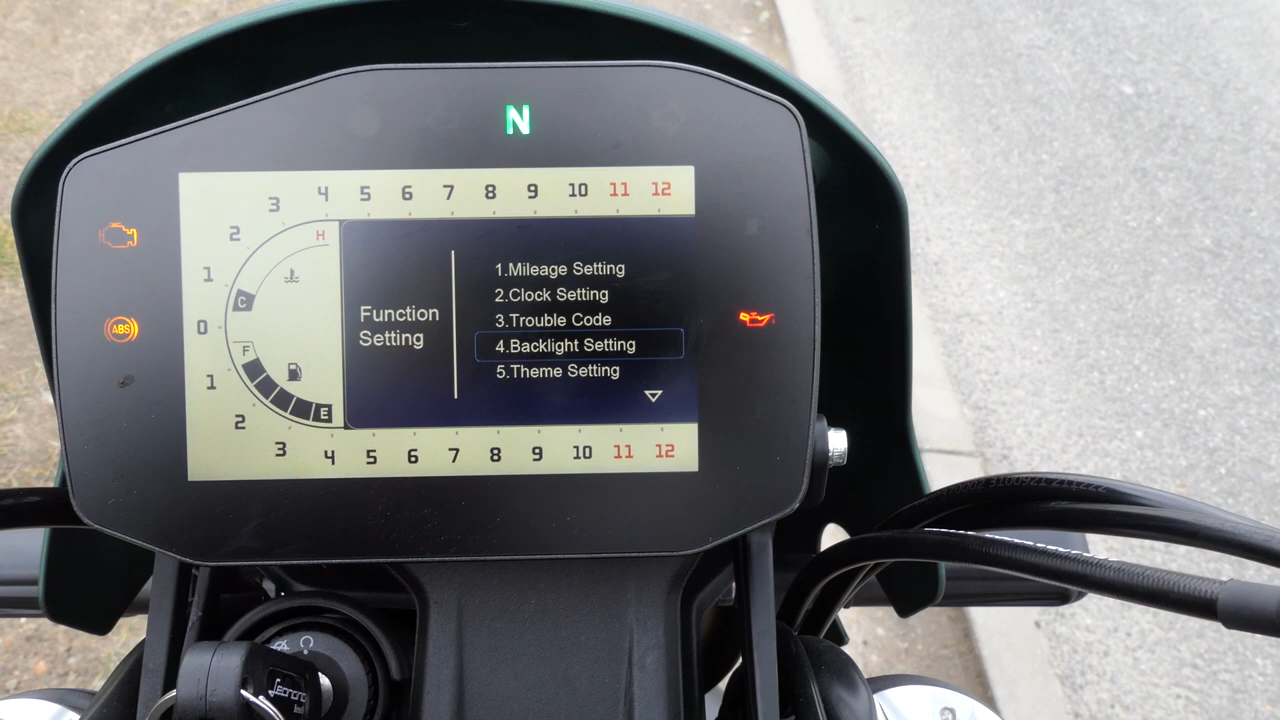 N
4 5 6 7 8 9 10 11 12
3
2
H
1
C
0
F
1
E
2
3
4 5 6 7 8 9 10 11 12
Function
Setting
1.Mileage Setting
2.Clock Setting
3.Trouble Code
4.Backlight Setting
5.Theme Setting
ABS